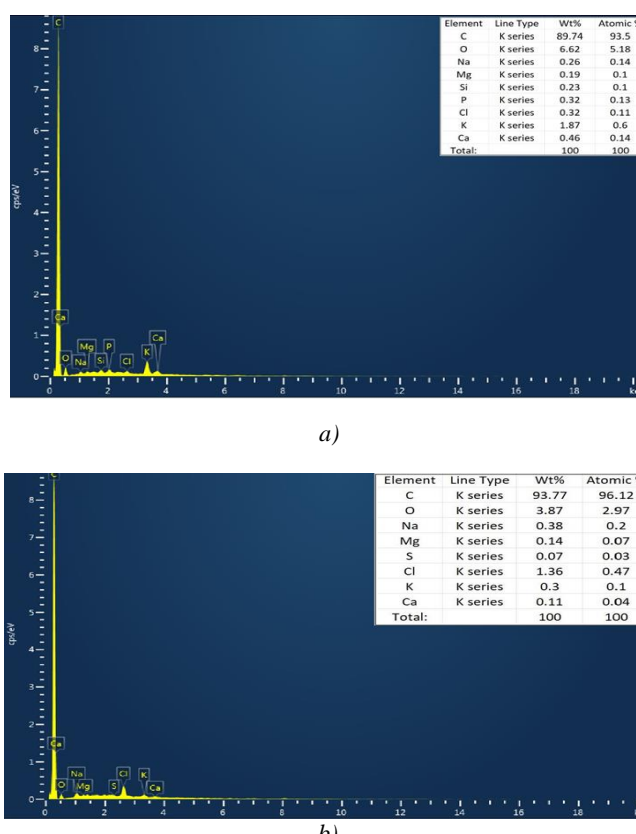 Element Line Type Wt% Atomic %
C K series 89.74 93.5
O K series 6.62 5.18
Na K series 0.26 0.14
Mg K series 0.19 0.1
Si K series 0.23 0.1
P K series 0.32 0.13
Cl K series 0.32 0.11
K K series 1.87 0.6
Ca K series 0.46 0.14
Total: 100 100
C
8
7
6
5
cps/eV
4
3
2
Ca
1
O Na Mg Si P Cl K Ca
0
0 2 4 6 8 10 12 14 16 18
a)
Element Line Type Wt% Atomic
C K series 93.77 96.12
O K series 3.87 2.97
Na K series 0.38 0.2
Mg K series 0.14 0.07
S K series 0.07 0.03
Cl K series 1.36 0.47
K K series 0.3 0.1
Ca K series 0.11 0.04
Total: 100 100
C
8
7
6
5
cps/eV
4
3
2
Ca
1
O Na Mg S Cl K Ca
0
0 2 4 6 8 10 12 14 16 18
b)